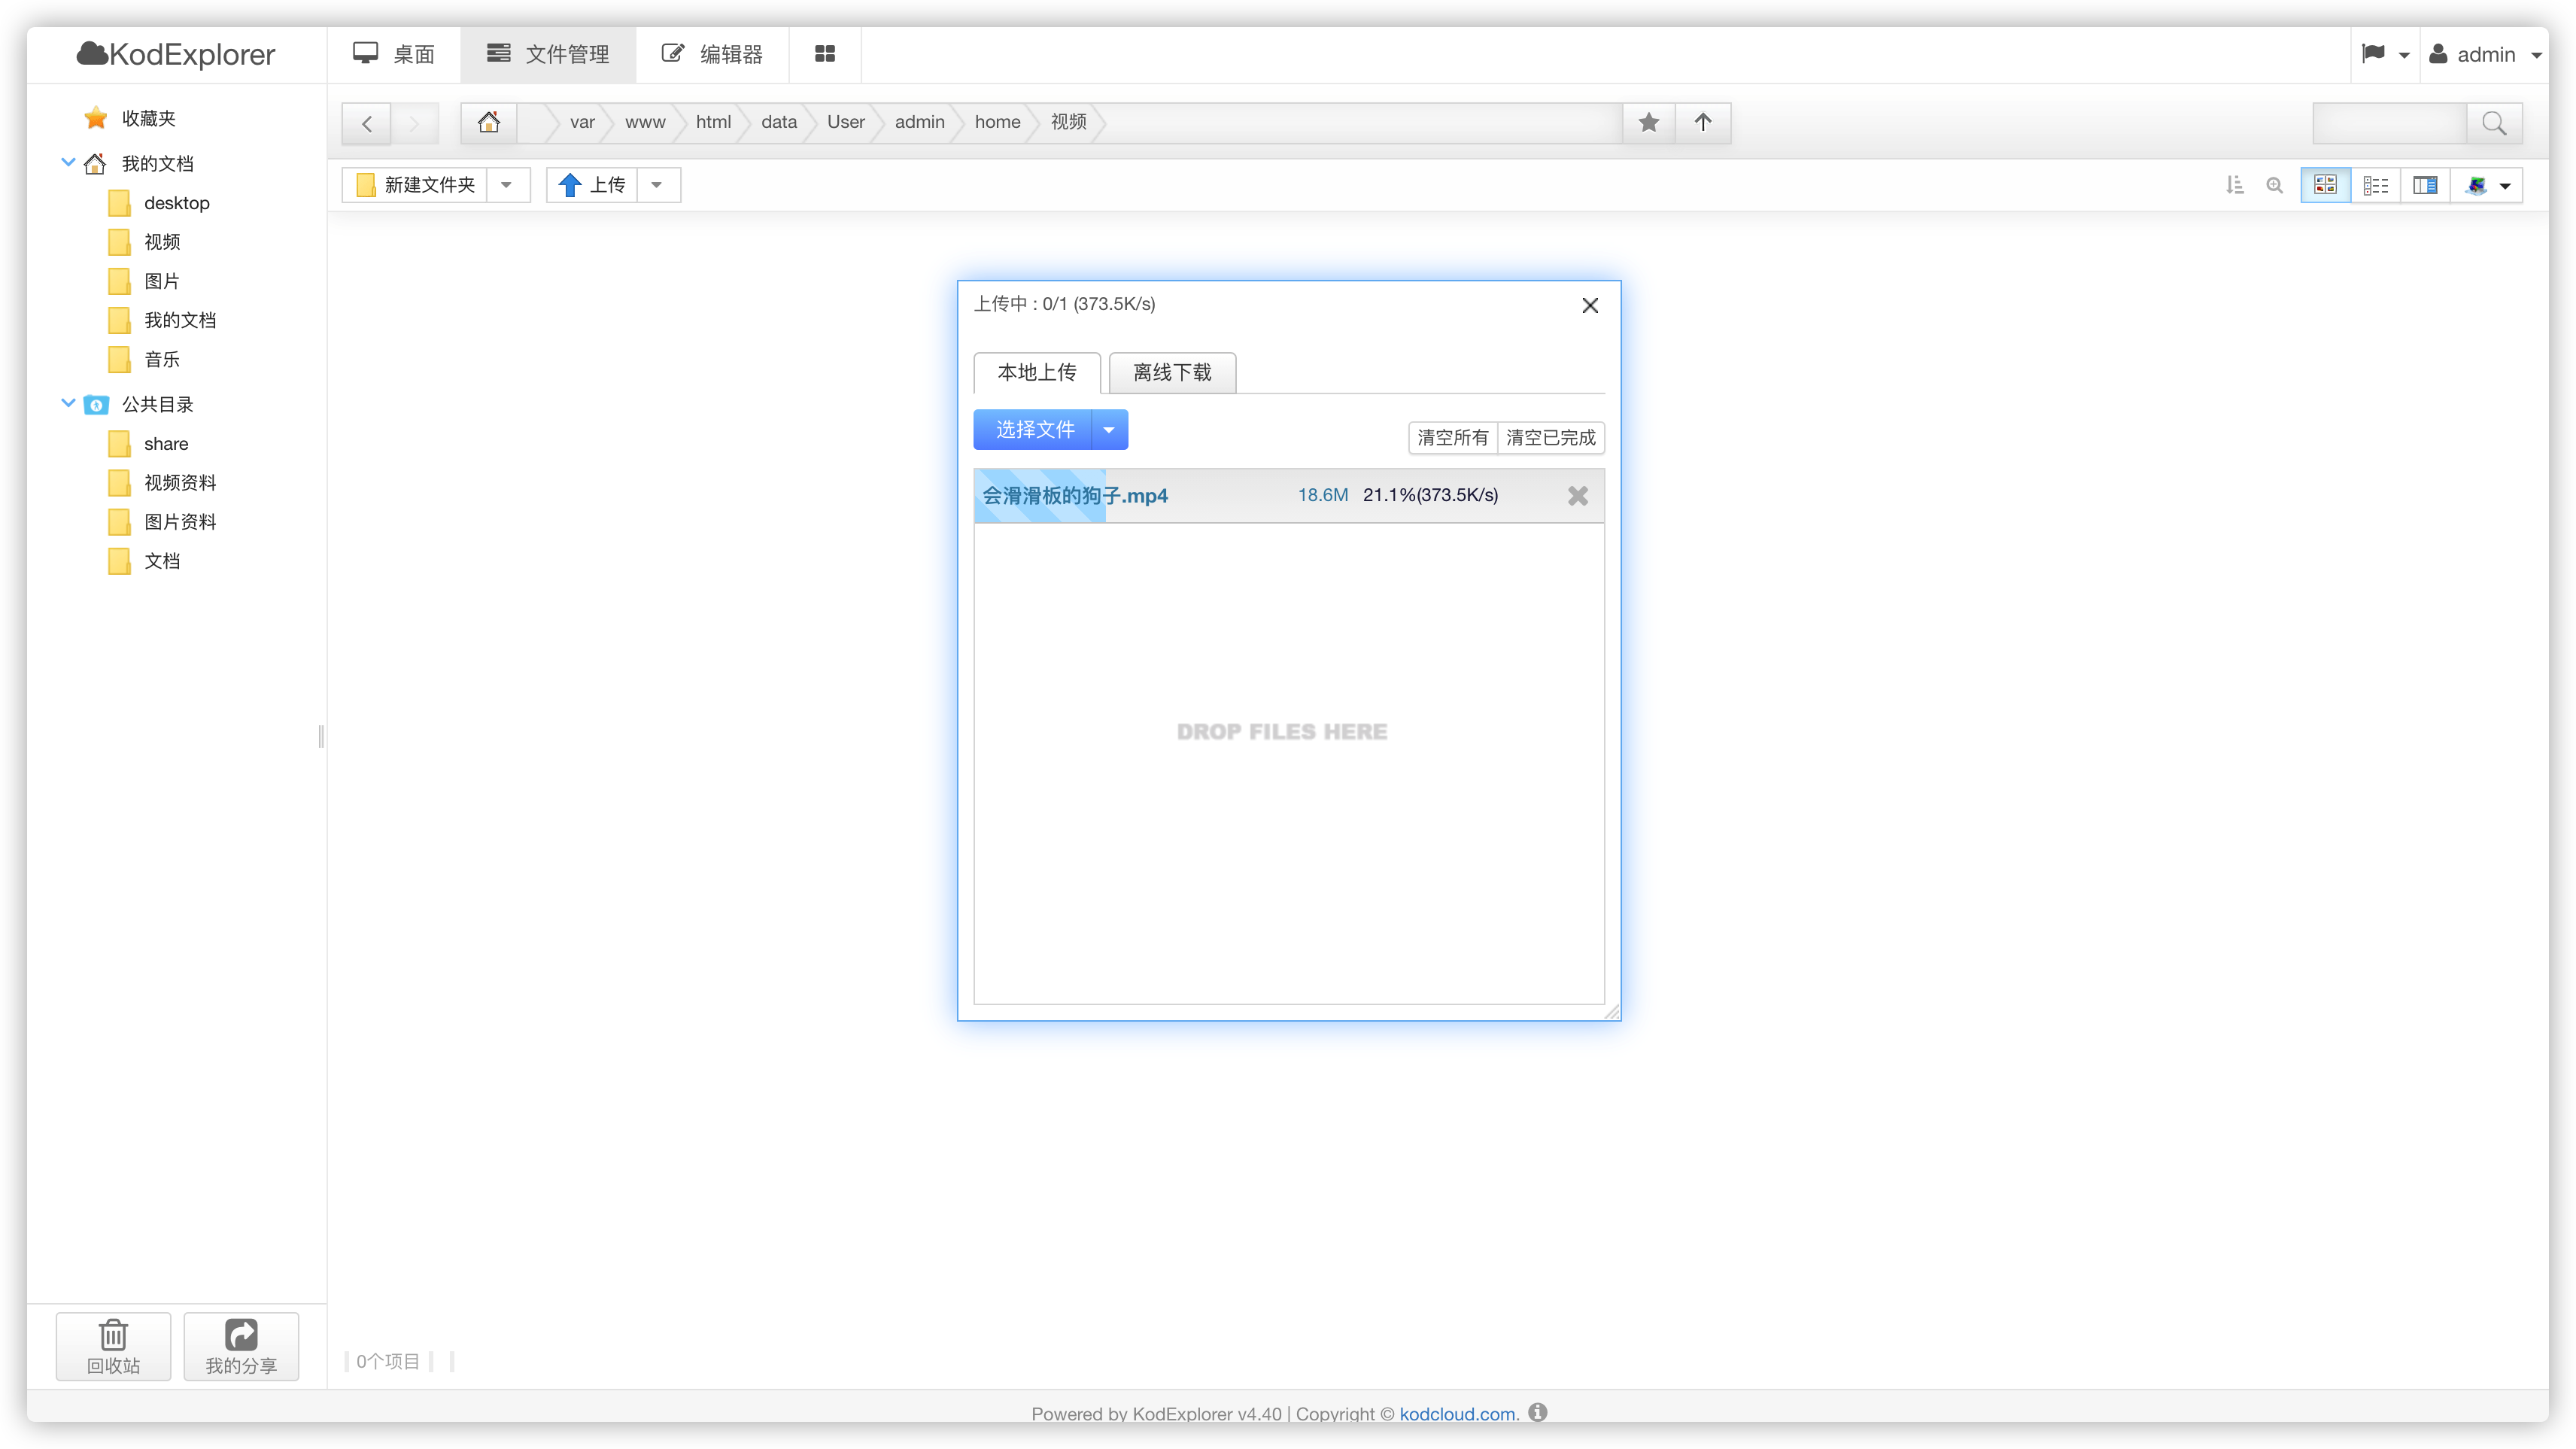 KodExplorer
桌面
文件管理
编辑器
admin
收藏夹
我的文档
desktop
视频
图片
我的文档
音乐
公共目录
share
视频资料
图片资料
文档
回收站
我的分享
var www html data User admin home 视频
新建文件夹
上传
上传中 : 0/1 (373.5K/s)
本地上传
离线下载
选择文件
清空所有
清空已完成
会滑滑板的狗子.mp4 18.6M 21.1%(373.5K/s)
DROP FILES HERE
0个项目
Powered by KodExplorer v4.40 | Copyright © kodcloud.com.